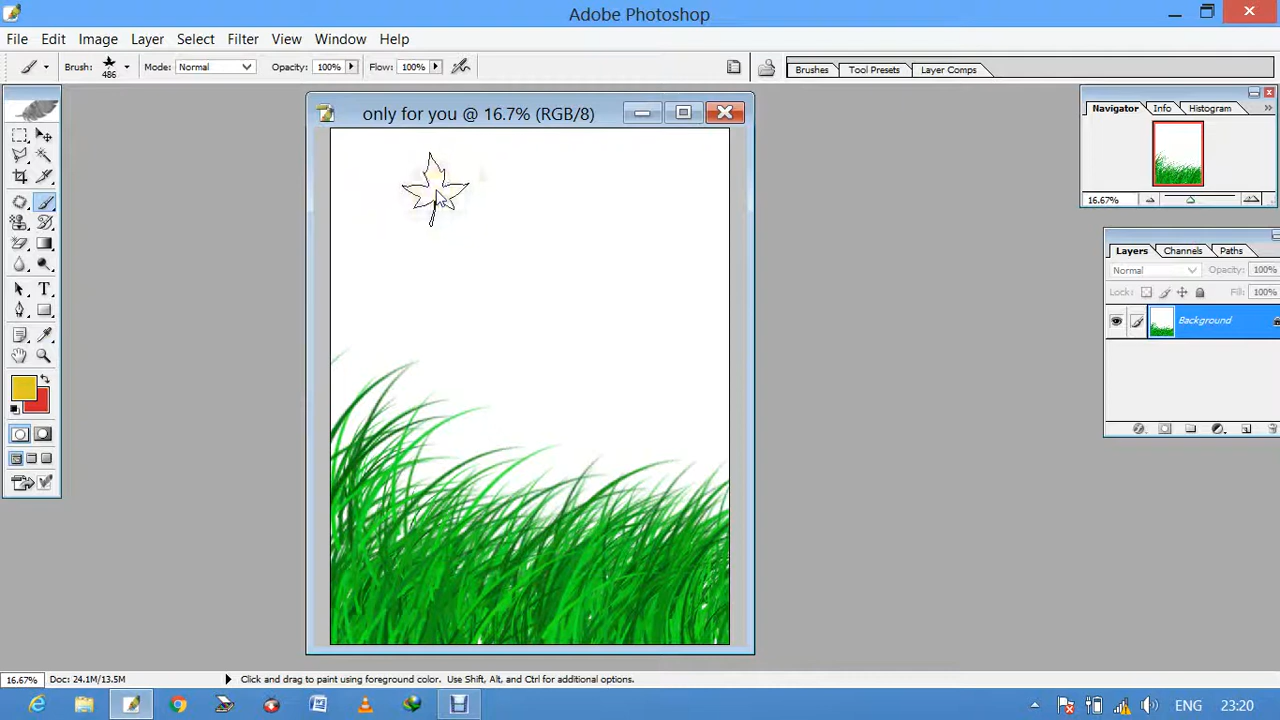 Adobe Photoshop
File Edit Image Layer Select Filter View Window Help
Brush: 486 Mode: Normal Opacity: 100% Flow: 100% Brushes Tool Presets Layer Comps
only for you @ 16.7% (RGB/8)
Navigator Info Histogram
16.67%
Layers Channels Paths
Normal Opacity: 100%
Lock: Fill: 100%
Background
T
16.67% Doc: 24.1M/13.5M Click and drag to paint using foreground color. Use Shift, Alt, and Ctrl for additional options.
ENG 23:20